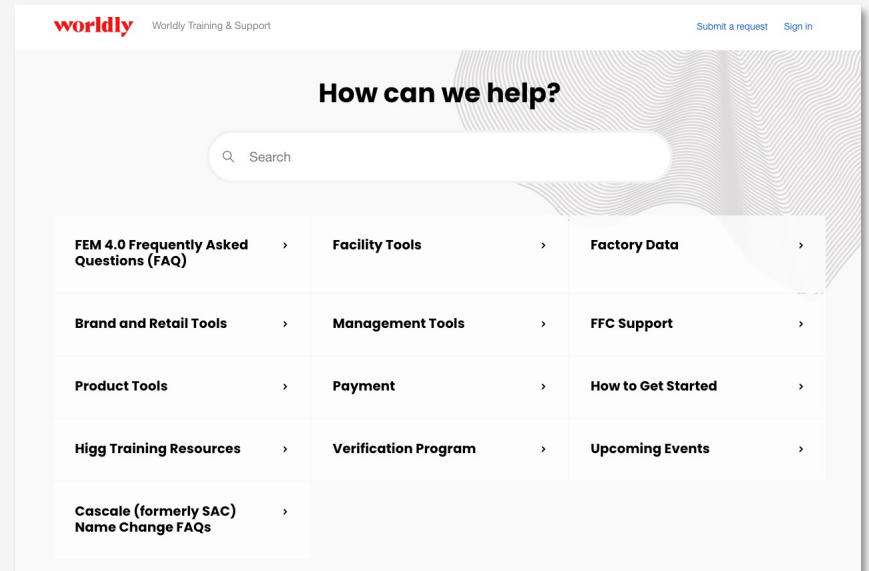 worldly
Worldly Training & Support
Submit a request
Sign in
How can we help?
Search
FEM 4.0 Frequently Asked
Questions (FAQ)
Facility Tools
Factory Data
Brand and Retail Tools
Management Tools
FFC Support
Product Tools
Payment
How to Get Started
Higg Training Resources
Verification Program
Upcoming Events
Cascale (formerly SAC)
Name Change FAQs